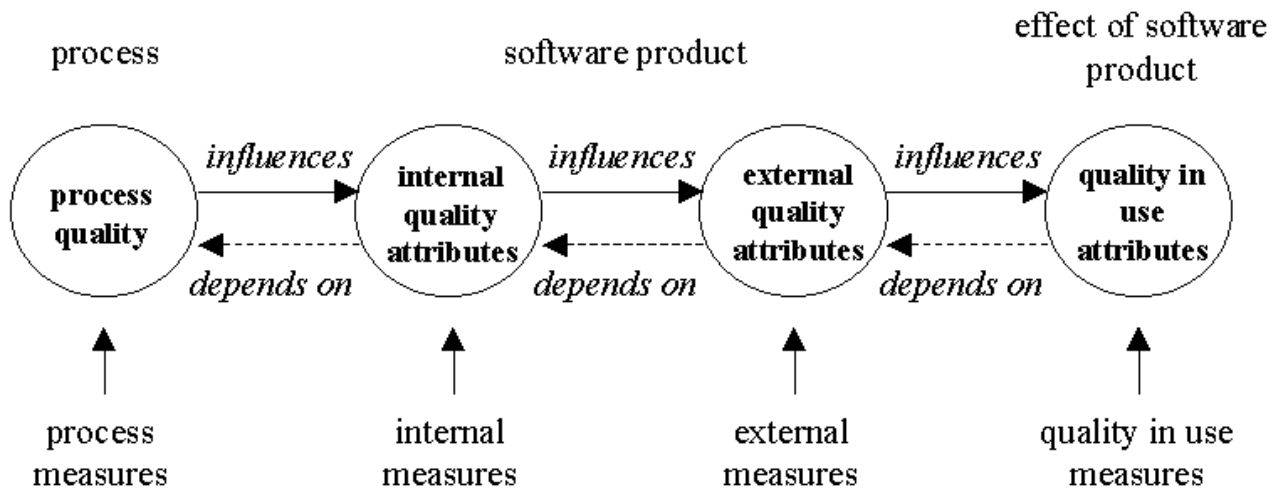 process
software product
effect of software
product
process
quality
influences
depends on
internal
quality
attributes
influences
depends on
external
quality
attributes
influences
depends on
quality in
use
attributes
process
measures
internal
measures
external
measures
quality in use
measures